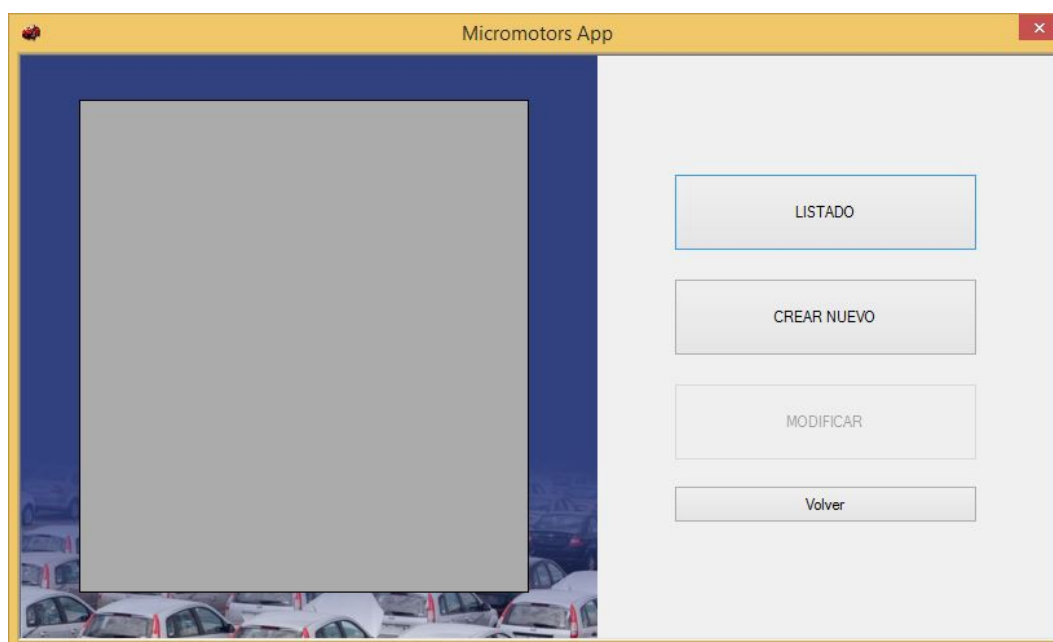 Micromotors App
LISTADO
CREAR NUEVO
MODIFICAR
Volver